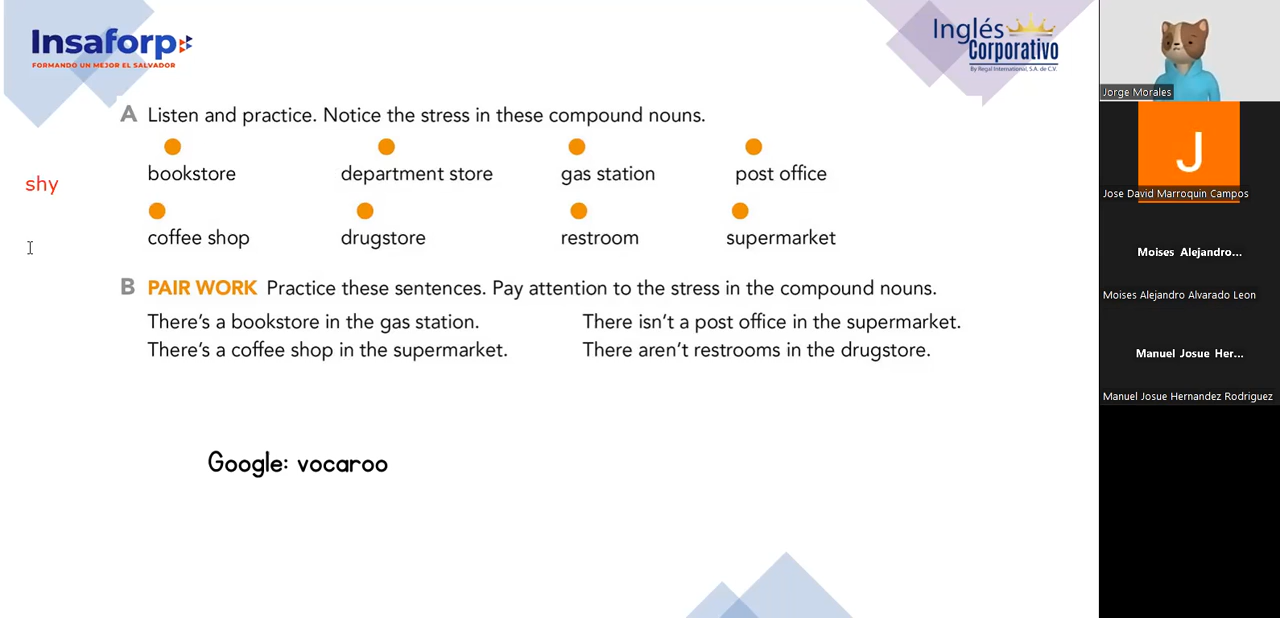 Insaforp
FORMANDO UN MEJOR EL SALVADOR
Inglés
Corporativo
By Regal International, S.A. de C.V.
A Listen and practice. Notice the stress in these compound nouns.
bookstore department store gas station post office
shy
coffee shop drugstore restroom supermarket
B PAIR WORK Practice these sentences. Pay attention to the stress in the compound nouns.
There's a bookstore in the gas station. There isn't a post office in the supermarket.
There's a coffee shop in the supermarket. There aren't restrooms in the drugstore.
Google: vocaroo
Jorge Morales
J
Jose David Marroquin Campos
Moises Alejandro...
Moises Alejandro Alvarado Leon
Manuel Josue Her...
Manuel Josue Hernandez Rodriguez